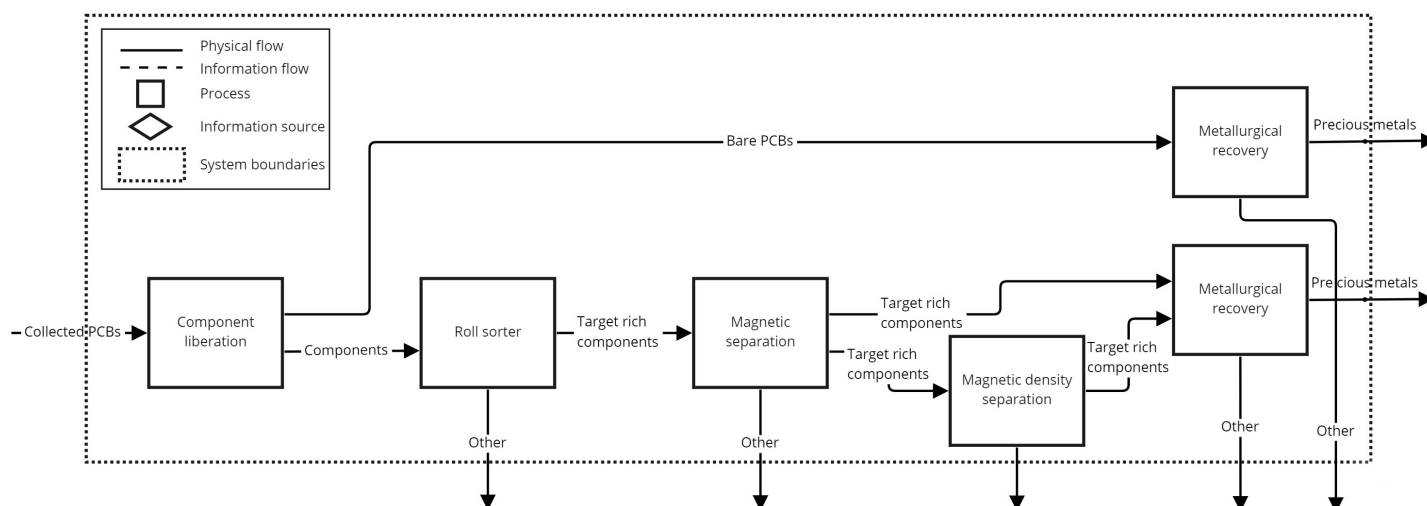 Physical flow
Information flow
Process
Information source
System boundaries
Bare PCBs
Metallurgical
recovery
Precious metals
Collected PCBs
Component
liberation
Components
Roll sorter
Target rich
components
Magnetic
separation
Target rich
components
Target rich
components
Magnetic density
separation
Target rich
components
Metallurgical
recovery
Precious metals
Other
Other
Other
Other